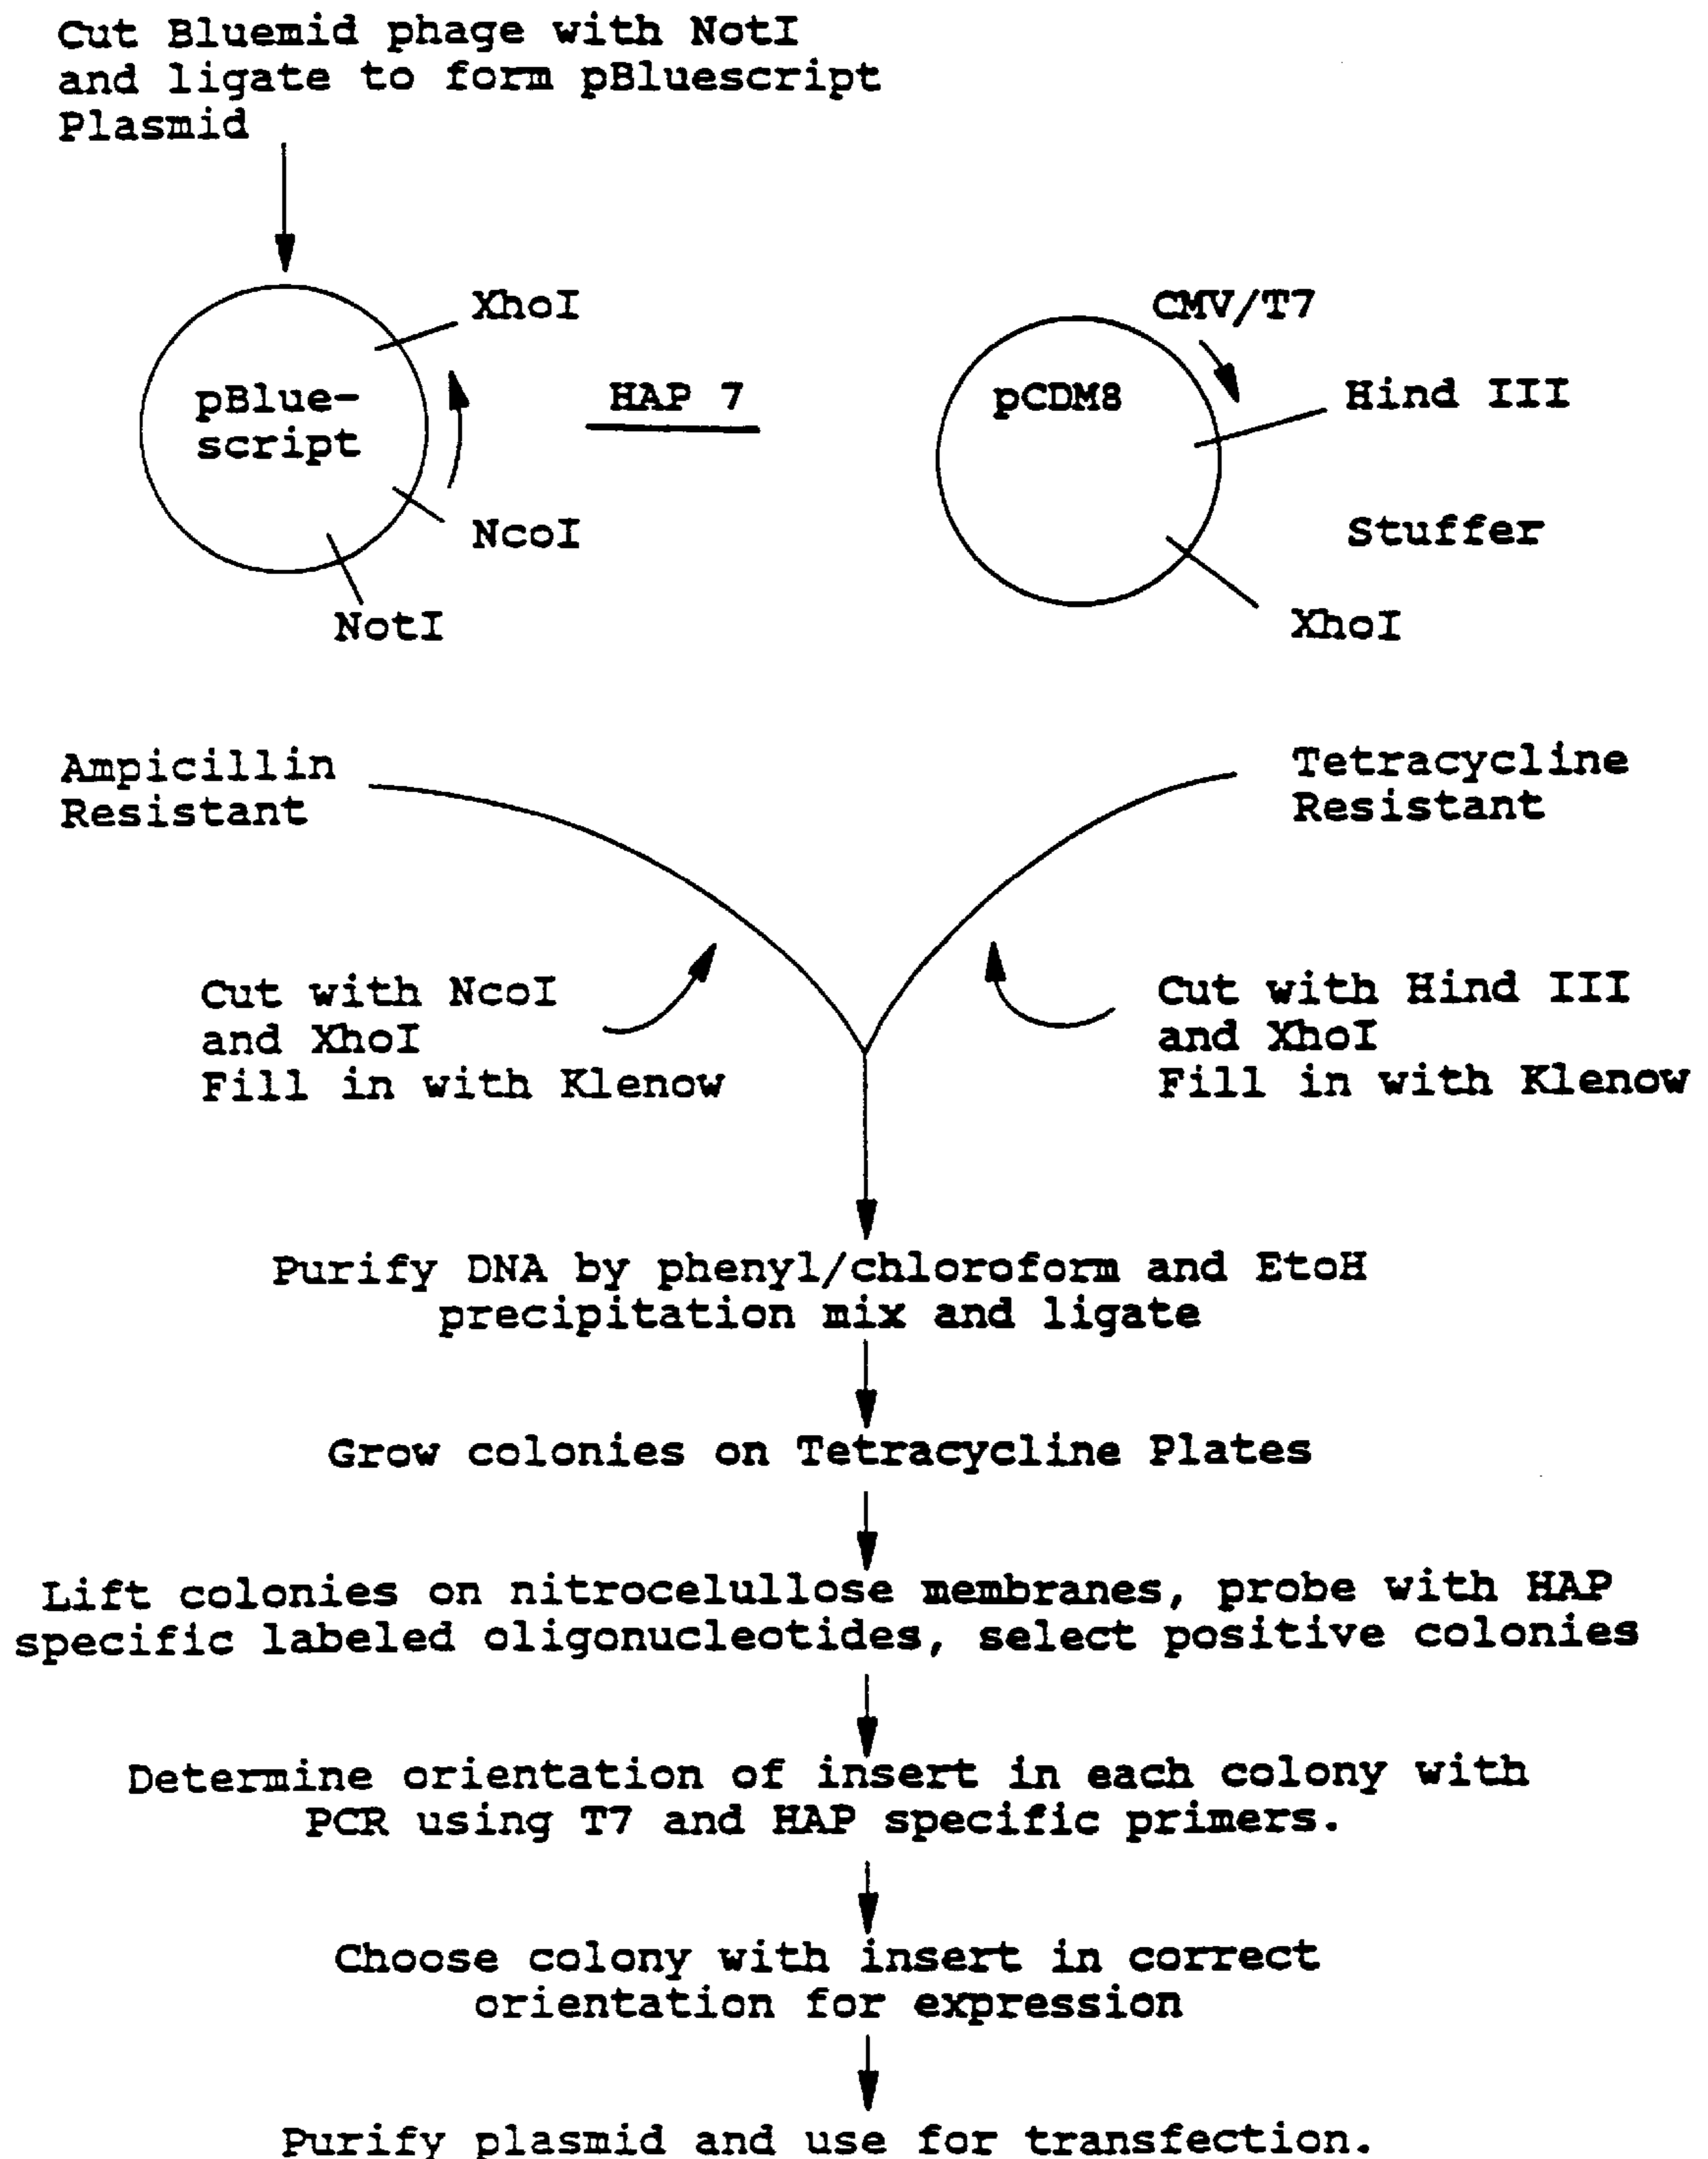 Cut Bluemid phage with NotI
and ligate to form pBluescript
Plasmid
XhoI
pBlue-
script
HAP 7
NcoI
NotI
CMV/T7
pCDM8
Hind III
Stuffer
XhoI
Ampicillin
Resistant
Tetracycline
Resistant
Cut with NcoI
and XhoI
Fill in with Klenow
Cut with Hind III
and XhoI
Fill in with Klenow
Purify DNA by phenyl/chloroform and EtoH
precipitation mix and ligate
Grow colonies on Tetracycline Plates
Lift colonies on nitrocelullose membranes, probe with HAP
specific labeled oligonucleotides, select positive colonies
Determine orientation of insert in each colony with
PCR using T7 and HAP specific primers.
Choose colony with insert in correct
orientation for expression
Purify plasmid and use for transfection.